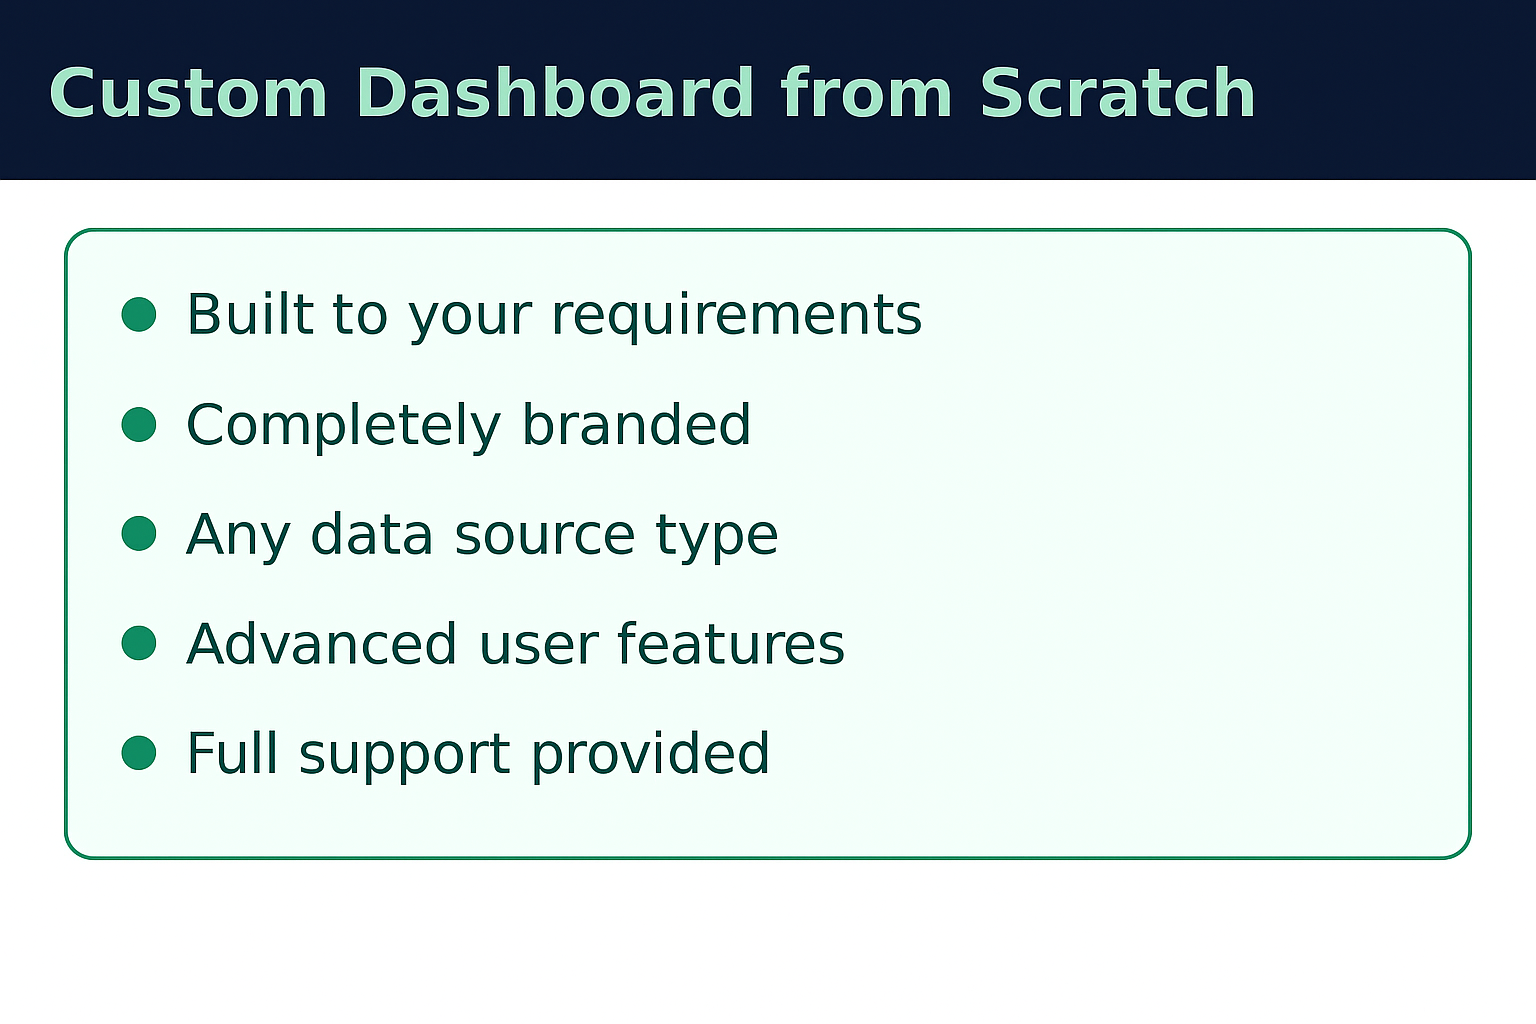 Custom Dashboard from Scratch
Built to your requirements
Completely branded
Any data source type
Advanced user features
Full support provided